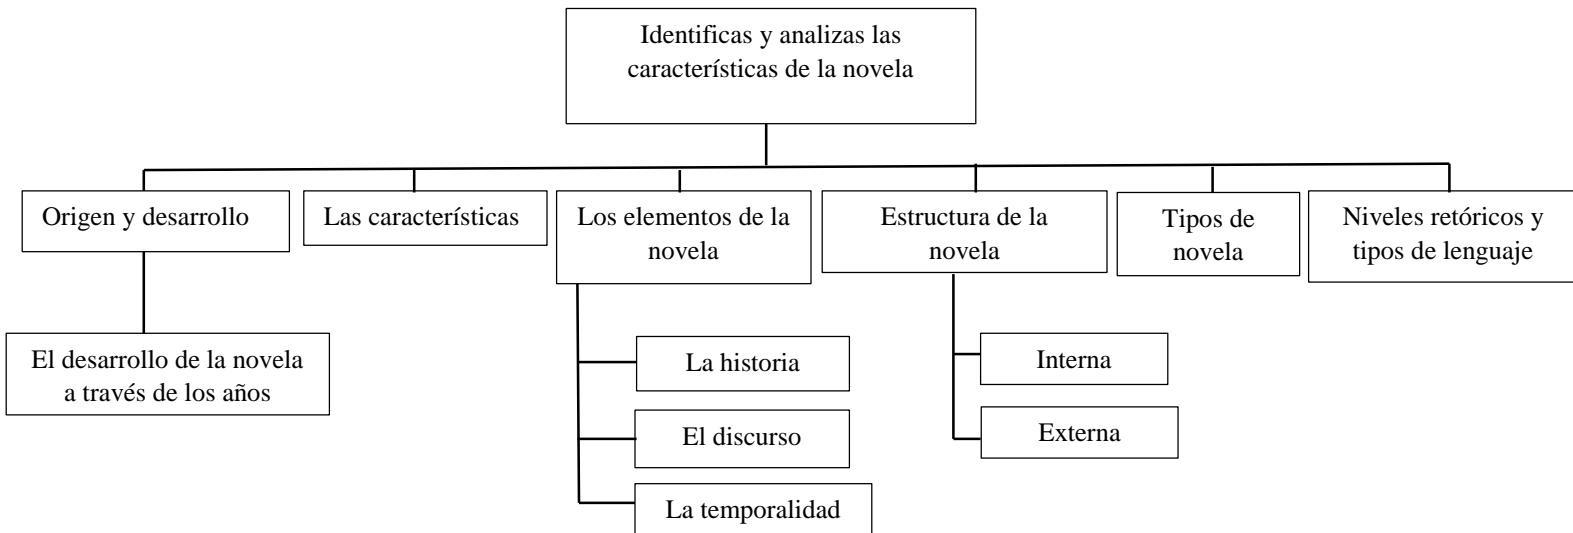 Identificas y analizas las
características de la novela
Origen y desarrollo
Las características
Los elementos de la
novela
Estructura de la
novela
Tipos de
novela
Niveles retóricos y
tipos de lenguaje
El desarrollo de la novela
a través de los años
La historia
El discurso
La temporalidad
Interna
Externa